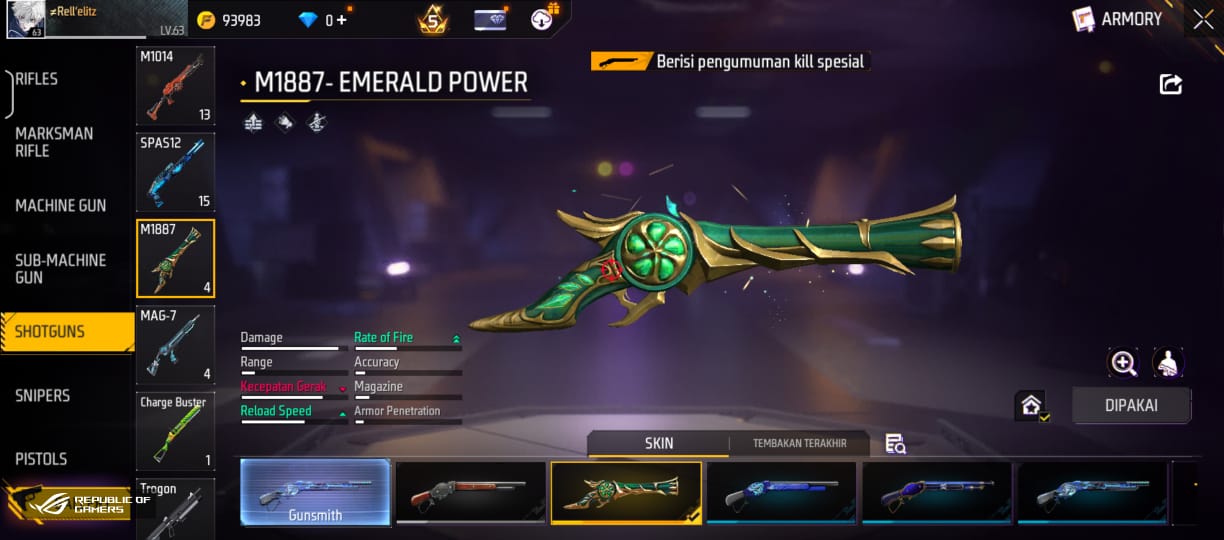 ≠Rell'elitz
63
LV.63
93983
0 +
5
ARMORY
RIFLES
MARKSMAN
RIFLE
MACHINE GUN
SUB-MACHINE
GUN
SHOTGUNS
SNIPERS
PISTOLS
REPUBLIC OF
GAMERS
M1014
13
SPAS12
15
M1887
4
MAG-7
4
Charge Buster
1
Trogon
M1887- EMERALD POWER
Berisi pengumuman kill spesial
Damage
Rate of Fire
Range
Accuracy
Kecepatan Gerak
Magazine
Reload Speed
Armor Penetration
DIPAKAI
SKIN
TEMBAKAN TERAKHIR
Gunsmith